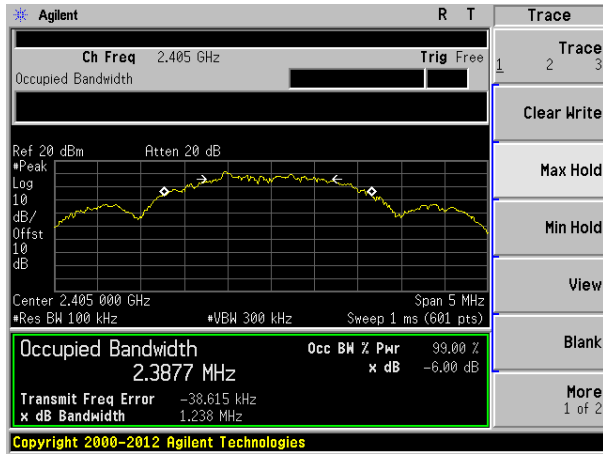 Agilent R T Trace
Ch Freq 2.405 GHz Trig Free
Occupied Bandwidth
Trace
1 2 3
Clear Write
Max Hold
Min Hold
View
Blank
More
1 of 2
Ref 20 dBm Atten 20 dB
#Peak
Log
10
dB/
Offst
10
dB
Center 2.405 000 GHz Span 5 MHz
#Res BW 100 kHz #VBW 300 kHz Sweep 1 ms (601 pts)
Occupied Bandwidth Occ BW % Pwr 99.00 %
2.3877 MHz x dB -6.00 dB
Transmit Freq Error -38.615 kHz
x dB Bandwidth 1.238 MHz
Copyright 2000-2012 Agilent Technologies